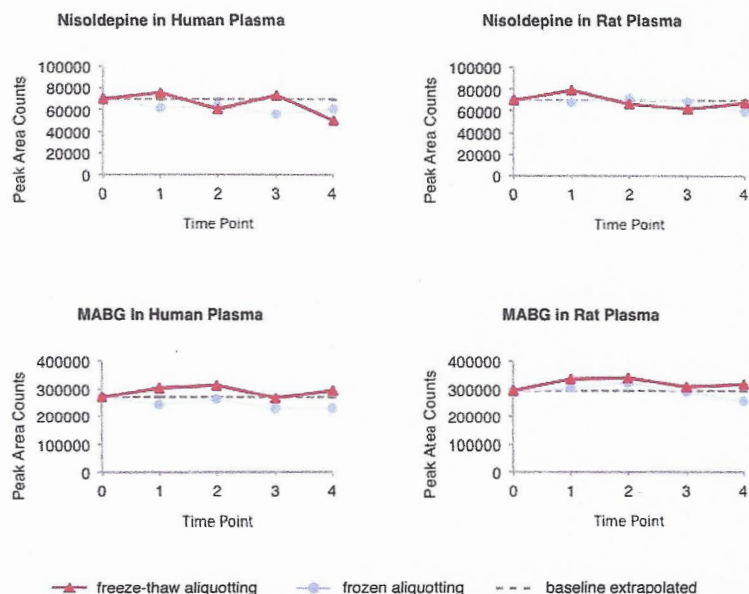 Nisoldepine in Human Plasma
Peak Area Counts
100000
80000
60000
40000
20000
0
0 1 2 3 4
Time Point
Nisoldepine in Rat Plasma
Peak Area Counts
100000
80000
60000
40000
20000
0
0 1 2 3 4
Time Point
MABG In Human Plasma
Peak Area Counts
400000
300000
200000
100000
0
0 1 2 3 4
Time Point
MABG in Rat Plasma
Peak Atea Counts
400000
300000
200000
100000
0
0 1 2 3 4
Time Point
freeze-thaw aliquotting frozen aliquotting baseline extrapolated